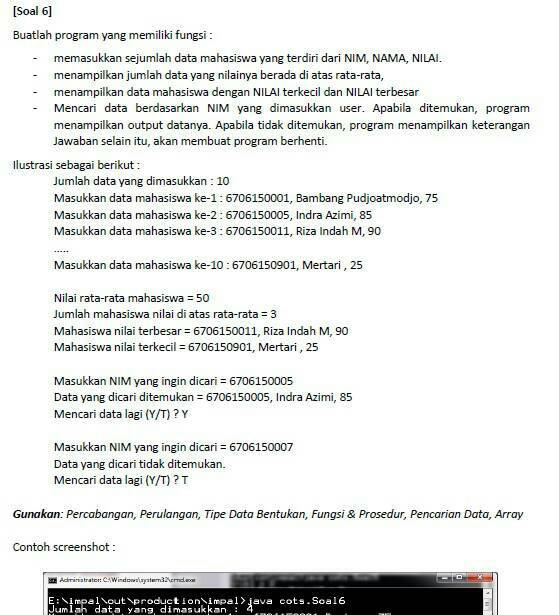 [Soal 6]
Buatlah program yang memiliki fungsi :
- memasukkan sejumlah data mahasiswa yang terdiri dari NIM, NAMA, NILAI.
- menampilkan jumlah data yang nilainya berada di atas rata-rata,
- menampilkan data mahasiswa dengan NILAI terkecil dan NILAI terbesar
- Mencari data berdasarkan NIM yang dimasukkan user. Apabila ditemukan, program
menampilkan output datanya. Apabila tidak ditemukan, program menampilkan keterangan
Jawaban selain itu, akan membuat program berhenti.
Ilustrasi sebagai berikut :
Jumlah data yang dimasukkan : 10
Masukkan data mahasiswa ke-1 : 6706150001, Bambang Pudjoatmodjo, 75
Masukkan data mahasiswa ke-2 : 6706150005, Indra Azimi, 85
Masukkan data mahasiswa ke-3 : 6706150011, Riza Indah M, 90
.....
Masukkan data mahasiswa ke-10 : 6706150901, Mertari , 25
Nilai rata-rata mahasiswa = 50
Jumlah mahasiswa nilai di atas rata-rata = 3
Mahasiswa nilai terbesar = 6706150011, Riza Indah M, 90
Mahasiswa nilai terkecil = 6706150901, Mertari , 25
Masukkan NIM yang ingin dicari = 6706150005
Data yang dicari ditemukan = 6706150005, Indra Azimi, 85
Mencari data lagi (Y/T) ? Y
Masukkan NIM yang ingin dicari = 6706150007
Data yang dicari tidak ditemukan.
Mencari data lagi (Y/T) ? T
Gunakan: Percabangan, Perulangan, Tipe Data Bentukan, Fungsi & Prosedur, Pencarian Data, Array
Contoh screenshot :
Administrator: C:\Windows\system32\cmd.exe
E:\impal\out\production\impal>java cots.Soal6
Jumlah data yang dimasukkan : 4